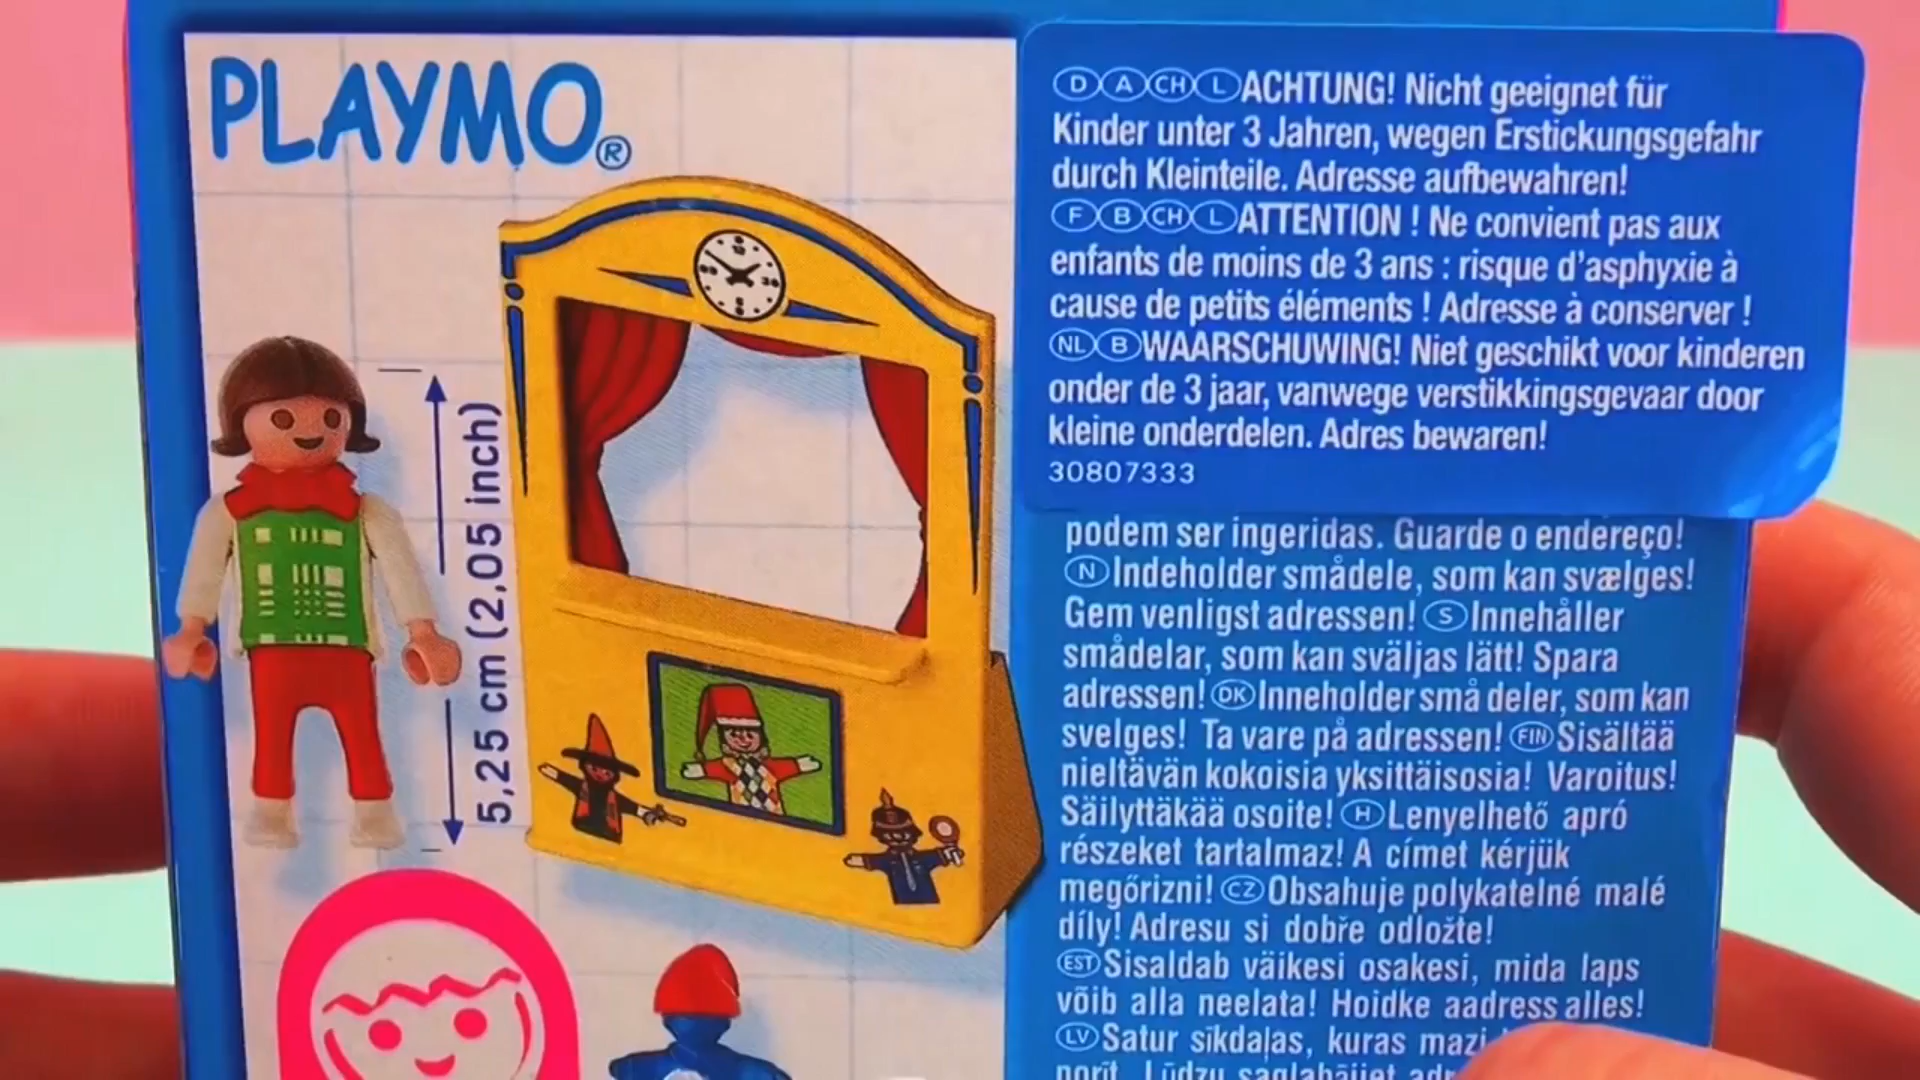 PLAYMO®
5,25 cm (2,05 inch)
D A CH L ACHTUNG! Nicht geeignet für
Kinder unter 3 Jahren, wegen Erstickungsgefahr
durch Kleinteile. Adresse aufbewahren!
F B CH L ATTENTION ! Ne convient pas aux
enfants de moins de 3 ans : risque d'asphyxie à
cause de petits éléments ! Adresse à conserver !
NL B WAARSCHUWING! Niet geschikt voor kinderen
onder de 3 jaar, vanwege verstikkingsgevaar door
kleine onderdelen. Adres bewaren!
30807333
podem ser ingeridas. Guarde o endereço!
N Indeholder smådele, som kan svælges!
Gem venligst adressen! S Innehåller
smådelar, som kan sväljas lätt! Spara
adressen! DK Inneholder små deler, som kan
svelges! Ta vare på adressen! FIN Sisältää
nieltävän kokoisia yksittäisosia! Varoitus!
Säilyttäkää osoite! H Lenyelhető apró
részeket tartalmaz! A címet kérjük
megőrizni! CZ Obsahuje polykatelné malé
díly! Adresu si dobře odložte!
EST Sisaldab väikesi osakesi, mida laps
võib alla neelata! Hoidke aadress alles!
LV Satur sīkdaļas, kuras mazi
norīt. Lūdzu saglabājiet